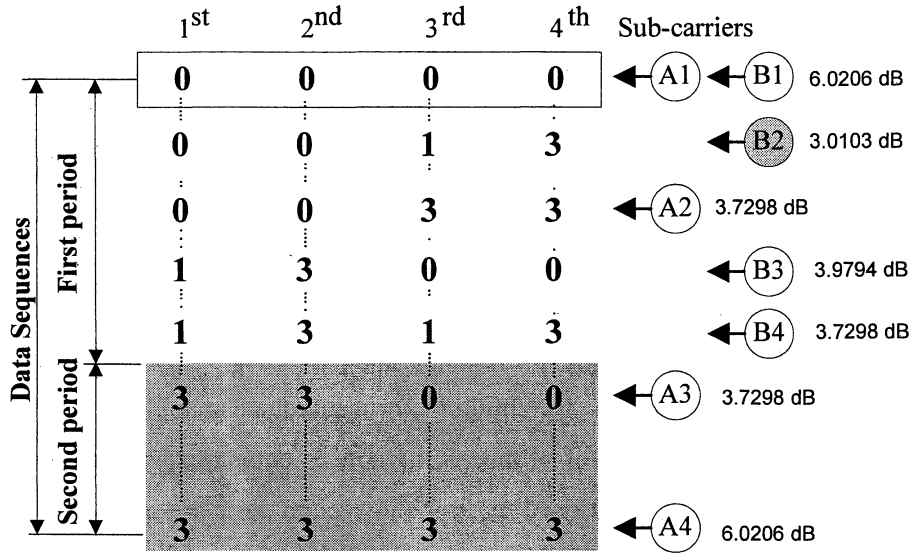 1st 2nd 3rd 4th Sub-carriers
0 0 0 0 A1 B1 6.0206 dB
0 0 1 3 B2 3.0103 dB
0 0 3 3 A2 3.7298 dB
1 3 0 0 B3 3.9794 dB
1 3 1 3 B4 3.7298 dB
3 3 0 0 A3 3.7298 dB
3 3 3 3 A4 6.0206 dB
Data Sequences
First period
Second period